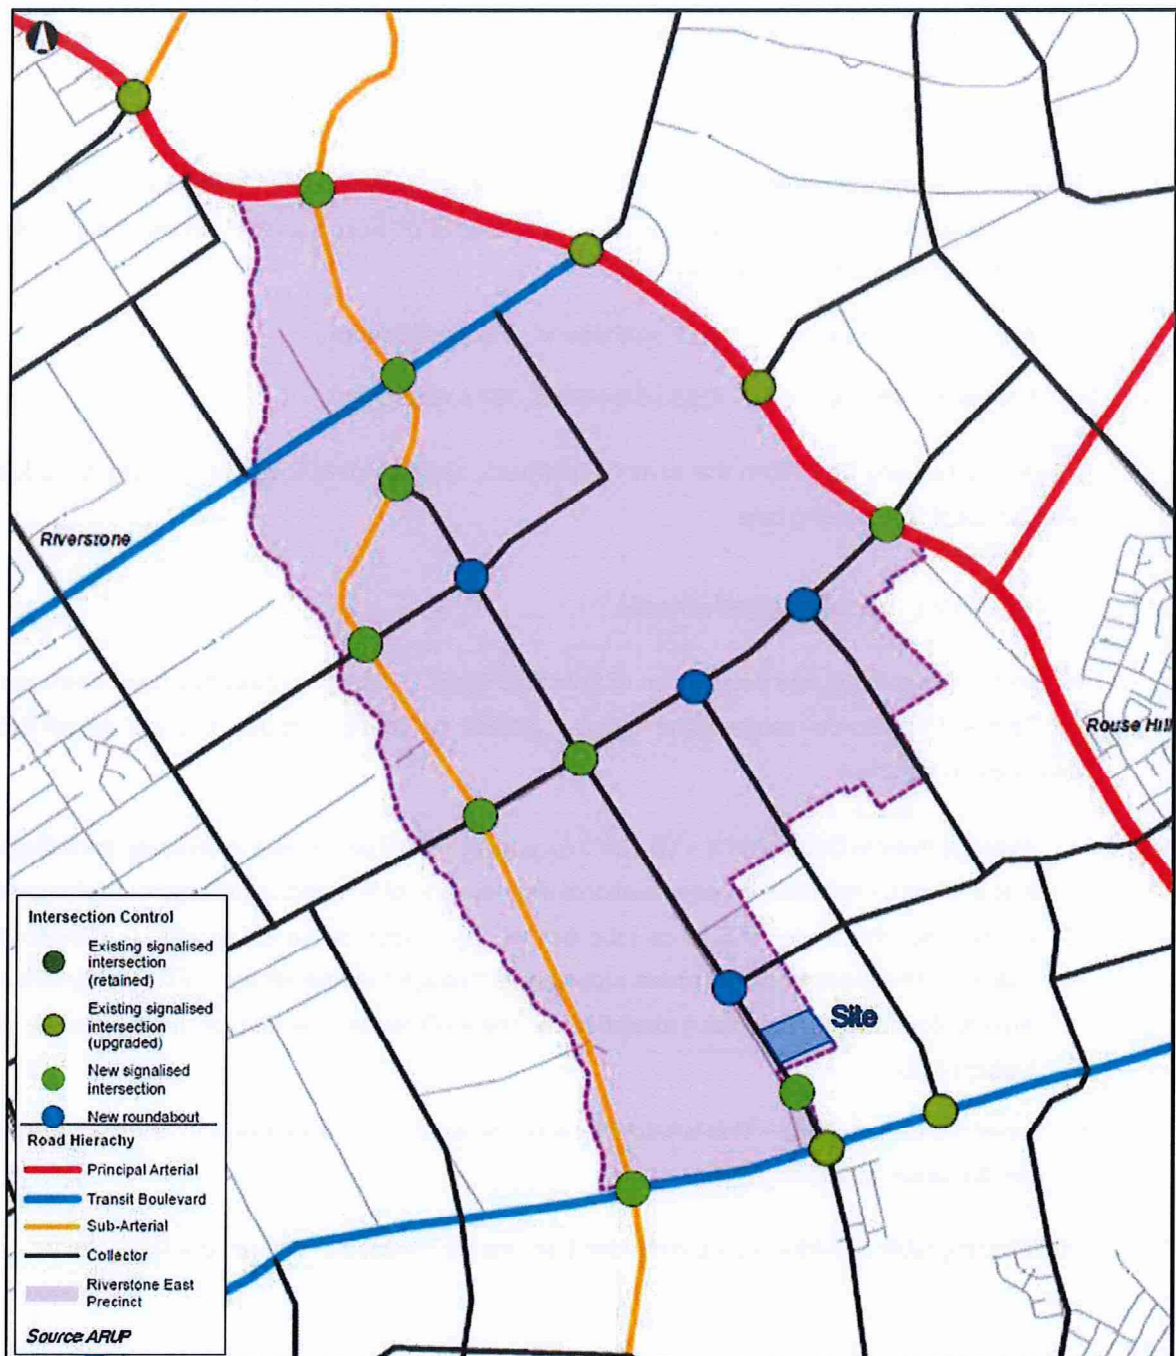 Riverstone
Rouse Hill
Site
Intersection Control
Existing signalised
intersection
(retained)
Existing signalised
intersection
(upgraded)
New signalised
intersection
New roundabout
Road Hierachy
Principal Arterial
Transit Boulevard
Sub-Arterial
Collector
Riverstone East
Precinct
Source: ARUP